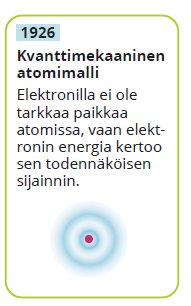 1926
Kvanttimekaaninen
atomimalli
Elektronilla ei ole
tarkkaa paikkaa
atomissa, vaan elekt-
ronin energia kertoo
sen todennäköisen
sijainnin.